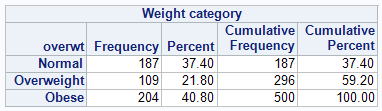 Weight category
overwt Frequency Percent Cumulative Frequency Cumulative Percent
Normal 187 37.40 187 37.40
Overweight 109 21.80 296 59.20
Obese 204 40.80 500 100.00